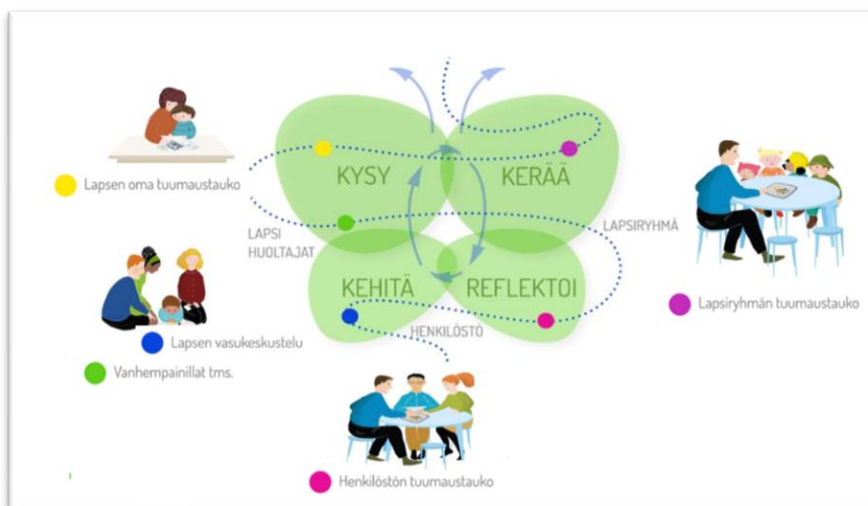 KYSY
KERÄÄ
Lapsen oma tuumaustauko
LAPSI
HUOLTAJAT
LAPSIRYHMÄ
KEHITÄ
REFLEKTOI
Lapsiryhmän tuumaustauko
HENKILÖSTÖ
Lapsen vasukeskustelu
Vanhempainillat tms.
Henkilöstön tuumaustauko